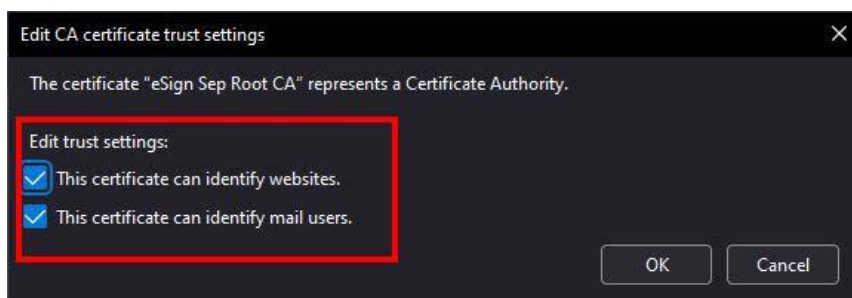 Edit CA certificate trust settings
The certificate "eSign Sep Root CA" represents a Certificate Authority.
Edit trust settings:
This certificate can identify websites.
This certificate can identify mail users.
OK Cancel